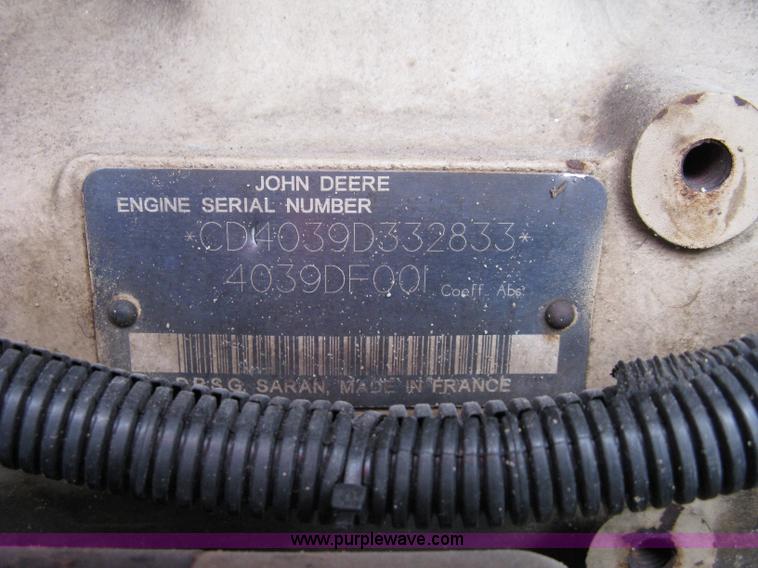 JOHN DEERE
ENGINE SERIAL NUMBER
*CD4039D332833*
4039DF001 Coeff. Abs:
D.P.S.G. SARAN, MADE IN FRANCE
www.purplewave.com